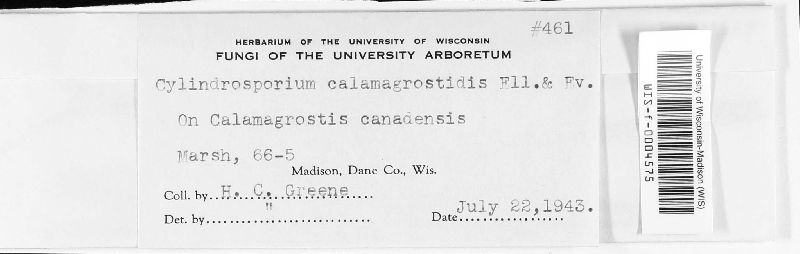 #461
HERBARIUM OF THE UNIVERSITY OF WISCONSIN
FUNGI OF THE UNIVERSITY ARBORETUM
Cylindrosporium calamagrostidis Ell.& Ev.
On Calamagrostis canadensis
Marsh, 66-5
Madison, Dane Co., Wis.
Coll. by H. C. Greene
Det. by "
Date July 22,1943.
University of Wisconsin-Madison (WIS)
WIS-f-0004575